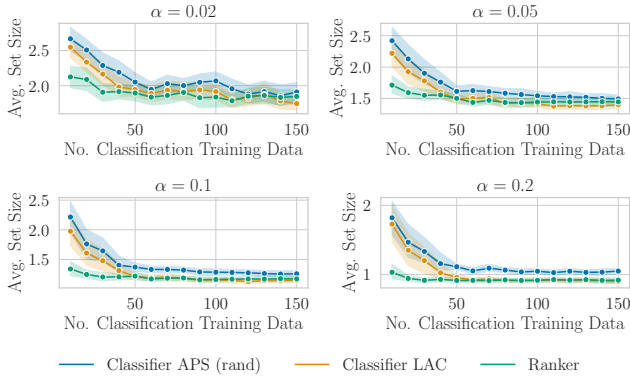 α = 0.02
α = 0.05
Avg. Set Size
2.5
2.0
50
100
150
No. Classification Training Data
Avg. Set Size
2.5
2.0
1.5
50
100
150
No. Classification Training Data
α = 0.1
α = 0.2
Avg. Set Size
2.5
2.0
1.5
50
100
150
No. Classification Training Data
Avg. Set Size
2
1
50
100
150
No. Classification Training Data
Classifier APS (rand)
Classifier LAC
Ranker